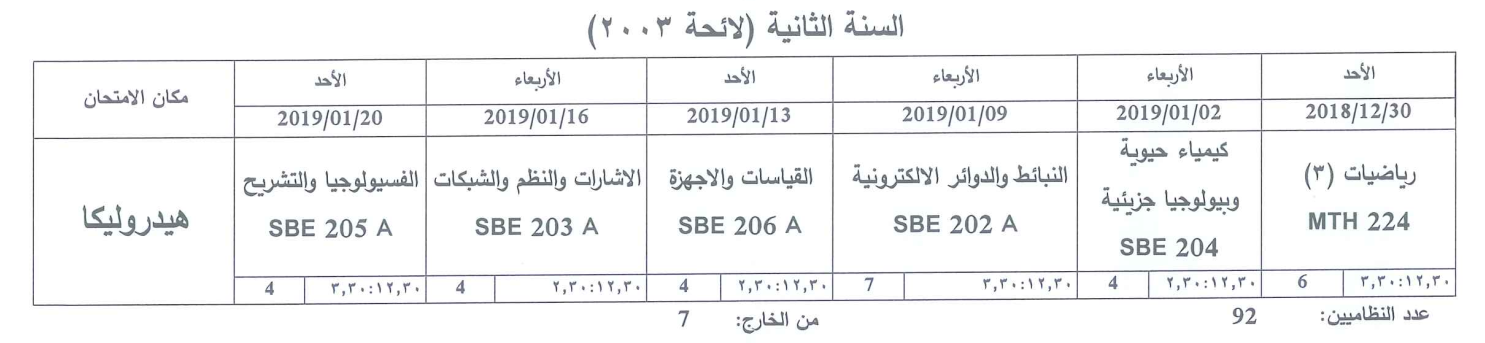 السنة الثانية (لائحة ٢٠٠٣)
الأحد الأربعاء الأربعاء الأحد الأربعاء الأحد مكان الامتحان
2018/12/30 2019/01/02 2019/01/09 2019/01/13 2019/01/16 2019/01/20
رياضيات (٣)
MTH 224
كيمياء حيوية
وبيولوجيا جزيئية
SBE 204
النبائط والدوائر الالكترونية
SBE 202 A
القياسات والاجهزة
SBE 206 A
الاشارات والنظم والشبكات
SBE 203 A
الفسيولوجيا والتشريح
SBE 205 A
هيدروليكا
٣,٣٠:١٢,٣٠ 6 ٢,٣٠:١٢,٣٠ 4 ٣,٣٠:١٢,٣٠ 7 ٢,٣٠:١٢,٣٠ 4 ٢,٣٠:١٢,٣٠ 4 ٣,٣٠:١٢,٣٠ 4
عدد النظاميين: 92 من الخارج: 7